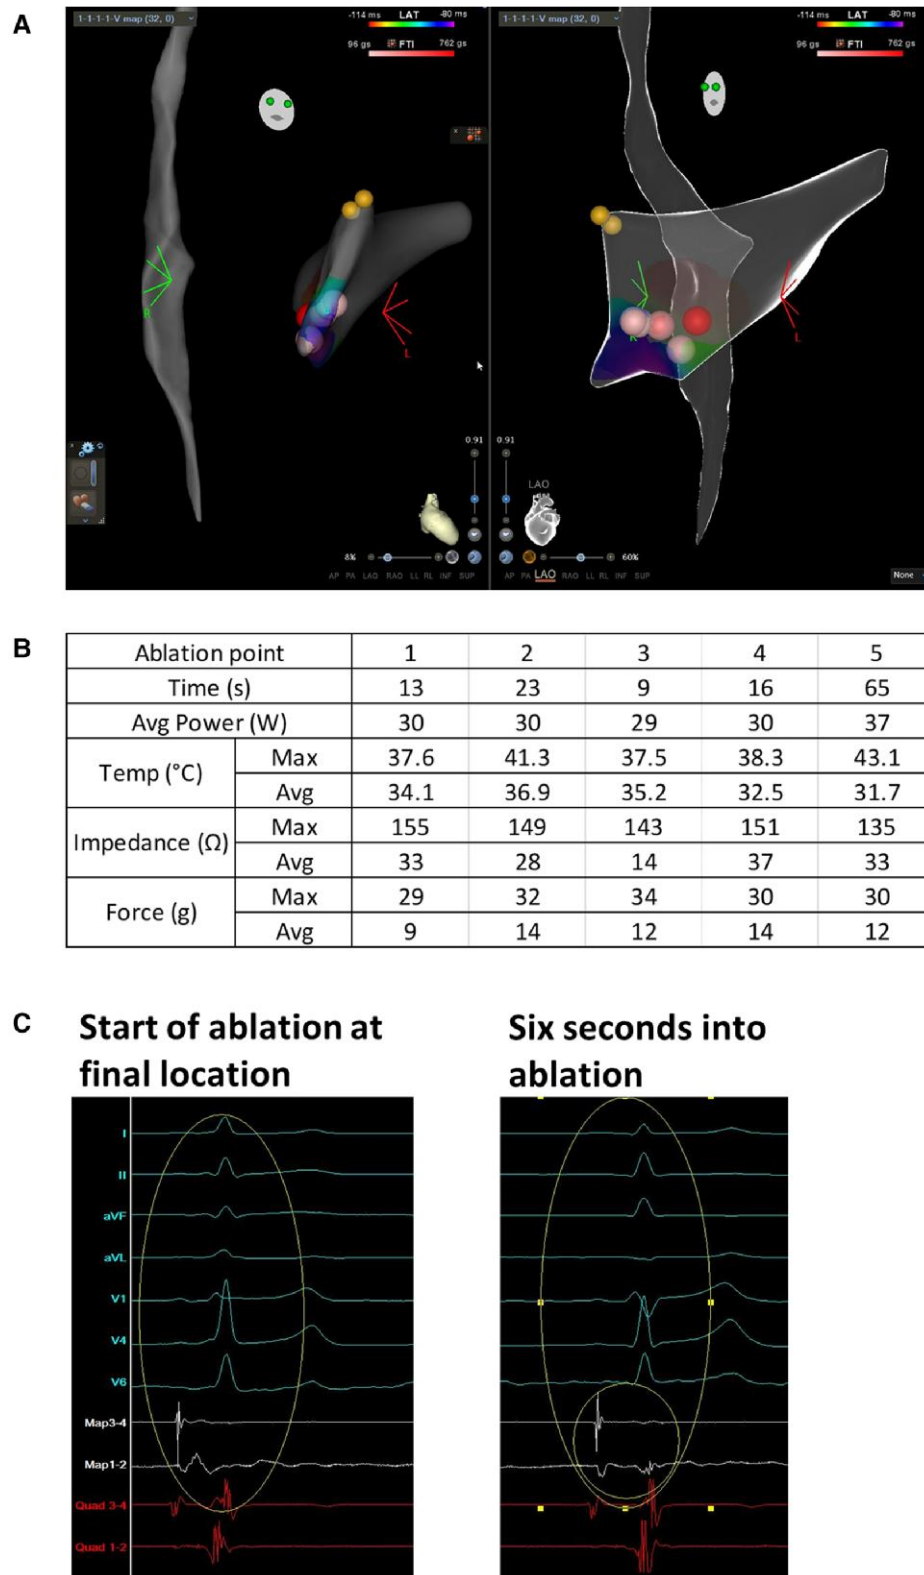 A
1-1-1-1-V map (32, 0)
-114 ms LAT -80 ms
96 gs FTI 762 gs
R
L
0.91
8%
AP PA LAO RAO LL RL INF SUP
1-1-1-1-V map (32, 0)
-114 ms LAT -80 ms
96 gs FTI 762 gs
R
L
0.91
LAO
60%
AP PA LAO RAO LL RL INF SUP
None
B
Ablation point 1 2 3 4 5
Time (s) 13 23 9 16 65
Avg Power (W) 30 30 29 30 37
Temp (°C) Max 37.6 41.3 37.5 38.3 43.1
Avg 34.1 36.9 35.2 32.5 31.7
Impedance (Ω) Max 155 149 143 151 135
Avg 33 28 14 37 33
Force (g) Max 29 32 34 30 30
Avg 9 14 12 14 12
C
Start of ablation at
final location
Six seconds into
ablation
I
II
aVF
aVL
V1
V4
V6
Map3-4
Map1-2
Quad 3-4
Quad 1-2